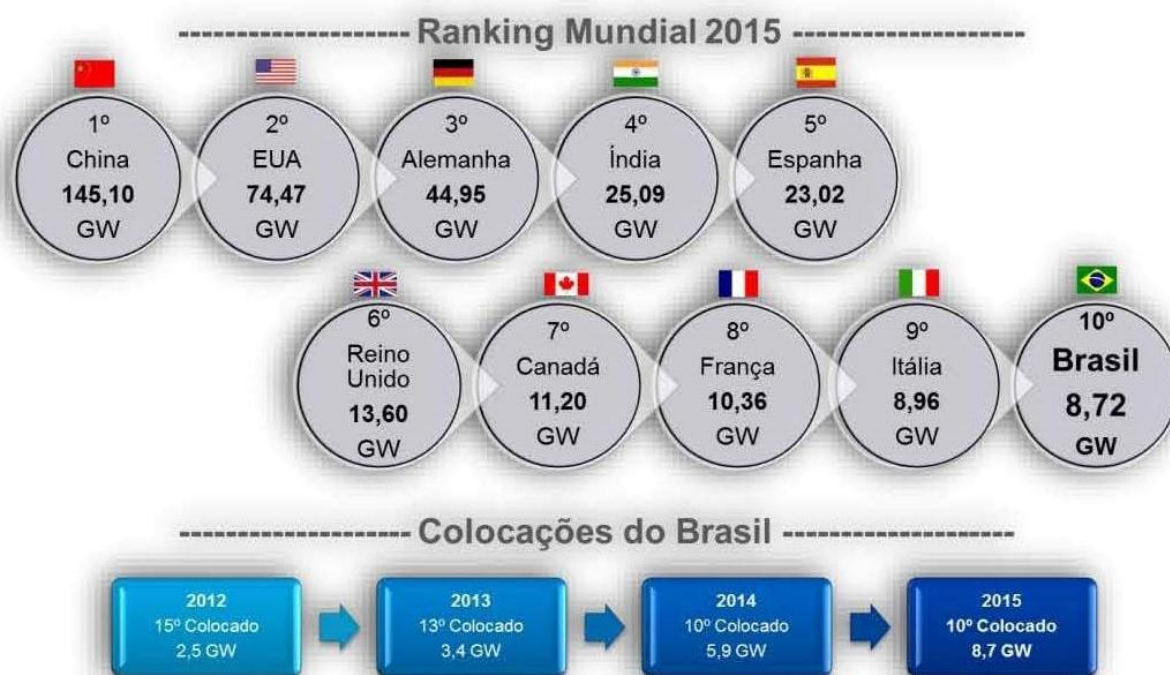 Ranking Mundial 2015
1º
China
145,10
GW
2º
EUA
74,47
GW
3º
Alemanha
44,95
GW
4º
Índia
25,09
GW
5º
Espanha
23,02
GW
6º
Reino
Unido
13,60
GW
7º
Canadá
11,20
GW
8º
França
10,36
GW
9º
Itália
8,96
GW
10º
Brasil
8,72
GW
Colocações do Brasil
2012
15º Colocado
2,5 GW
2013
13º Colocado
3,4 GW
2014
10º Colocado
5,9 GW
2015
10º Colocado
8,7 GW